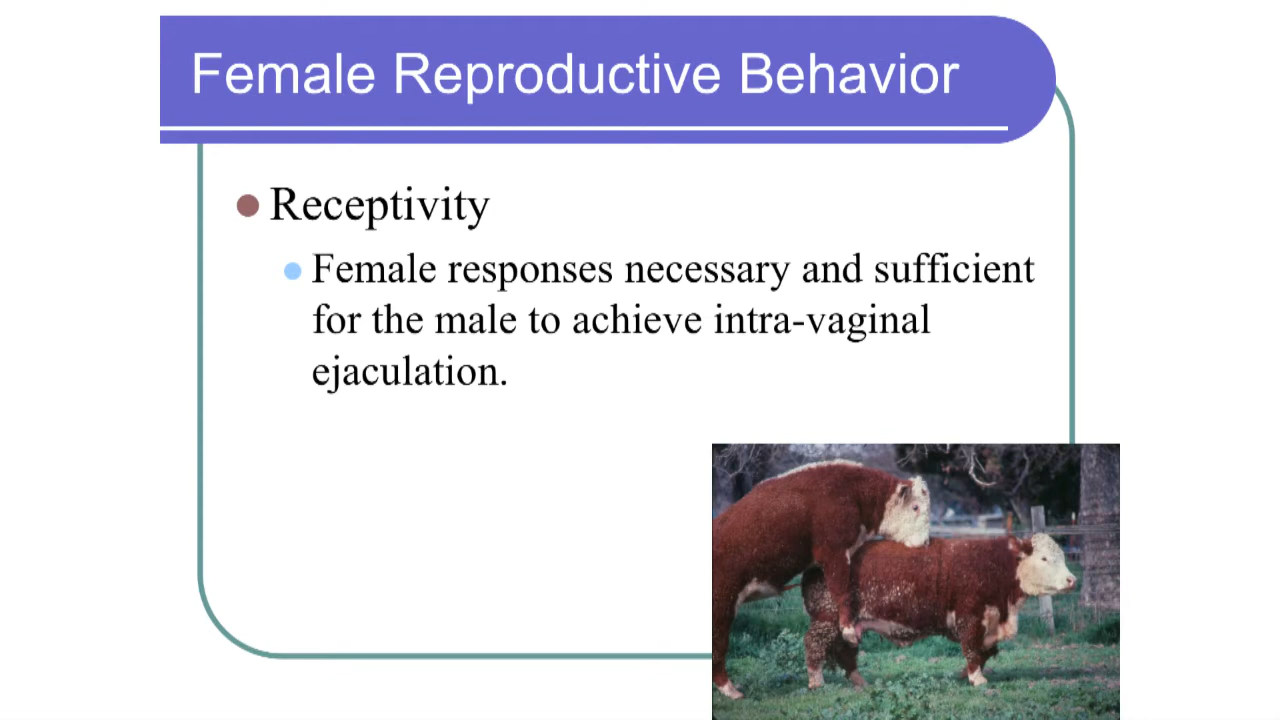 Female Reproductive Behavior
Receptivity
Female responses necessary and sufficient
for the male to achieve intra-vaginal
ejaculation.